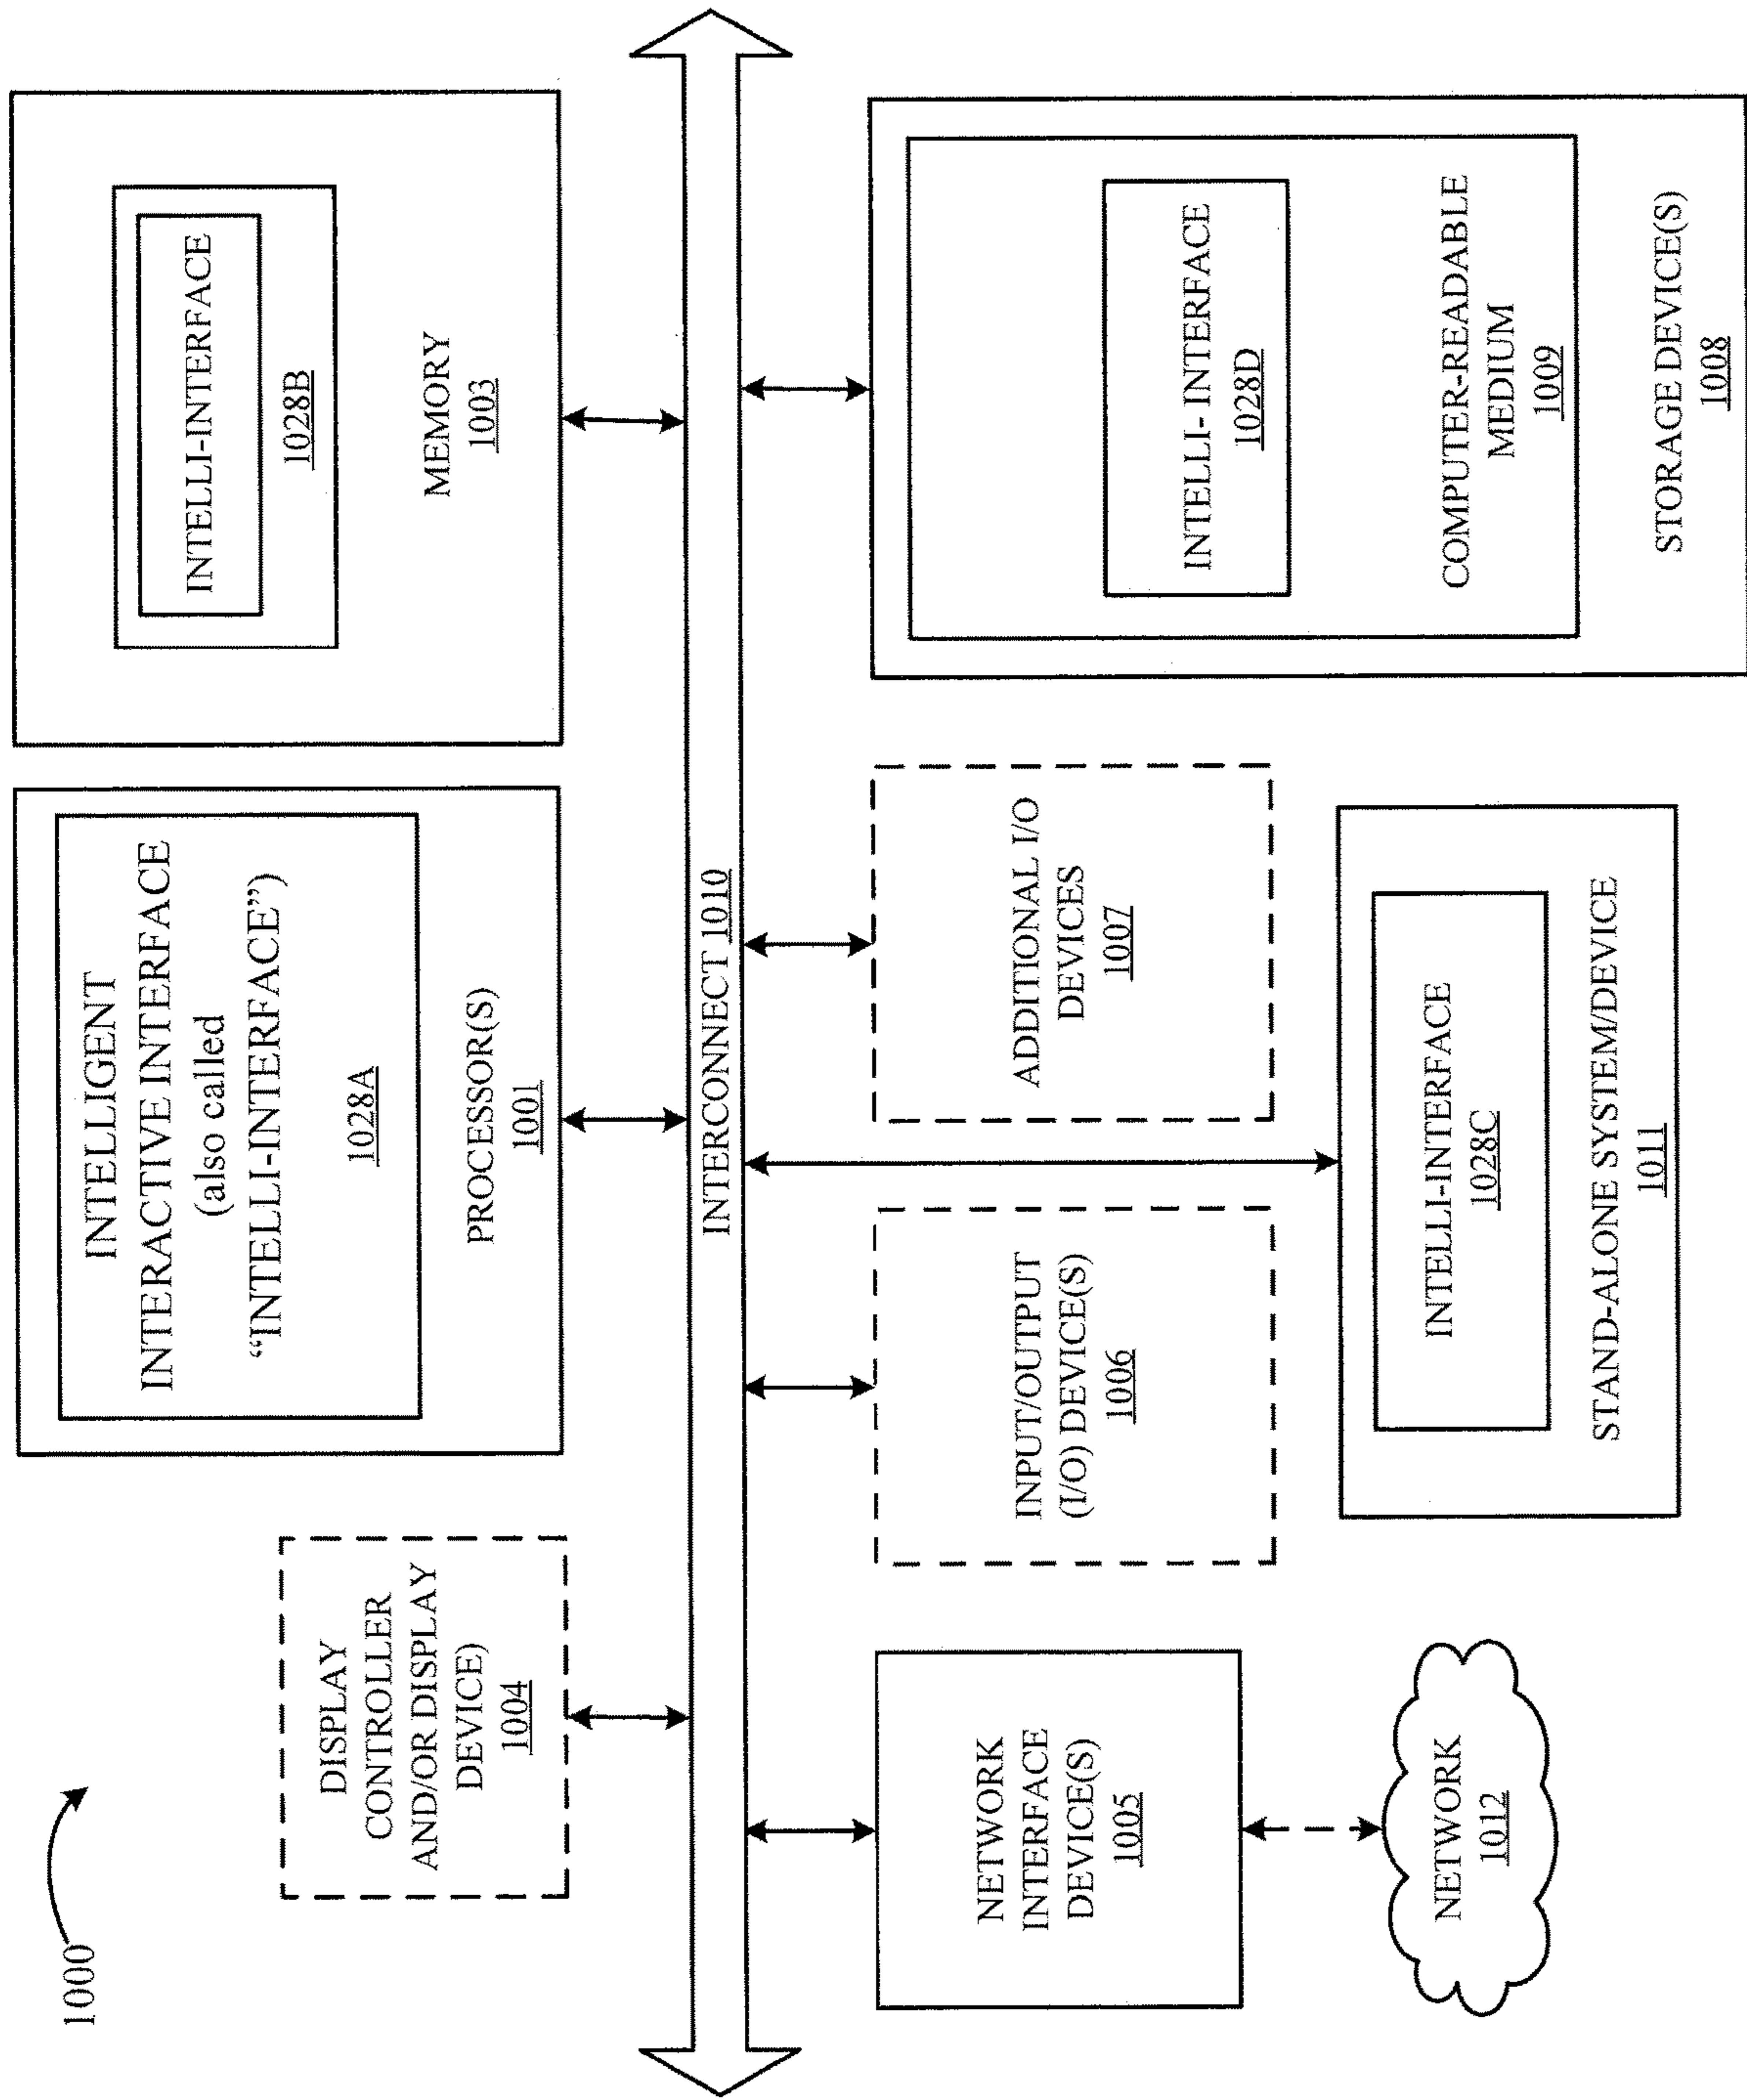 1000
DISPLAY
CONTROLLER
AND/OR DISPLAY
DEVICE)
1004
INTELLIGENT
INTERACTIVE INTERFACE
(also called
“INTELLI-INTERFACE”)
1028A
PROCESSOR(S)
1001
INTELLI-INTERFACE
1028B
MEMORY
1003
INTERCONNECT 1010
NETWORK
INTERFACE
DEVICE(S)
1005
INPUT/OUTPUT
(I/O) DEVICE(S)
1006
ADDITIONAL I/O
DEVICES
1007
INTELLI- INTERFACE
1028D
COMPUTER-READABLE
MEDIUM
1009
STORAGE DEVICE(S)
1008
NETWORK
1012
INTELLI-INTERFACE
1028C
STAND-ALONE SYSTEM/DEVICE
1011